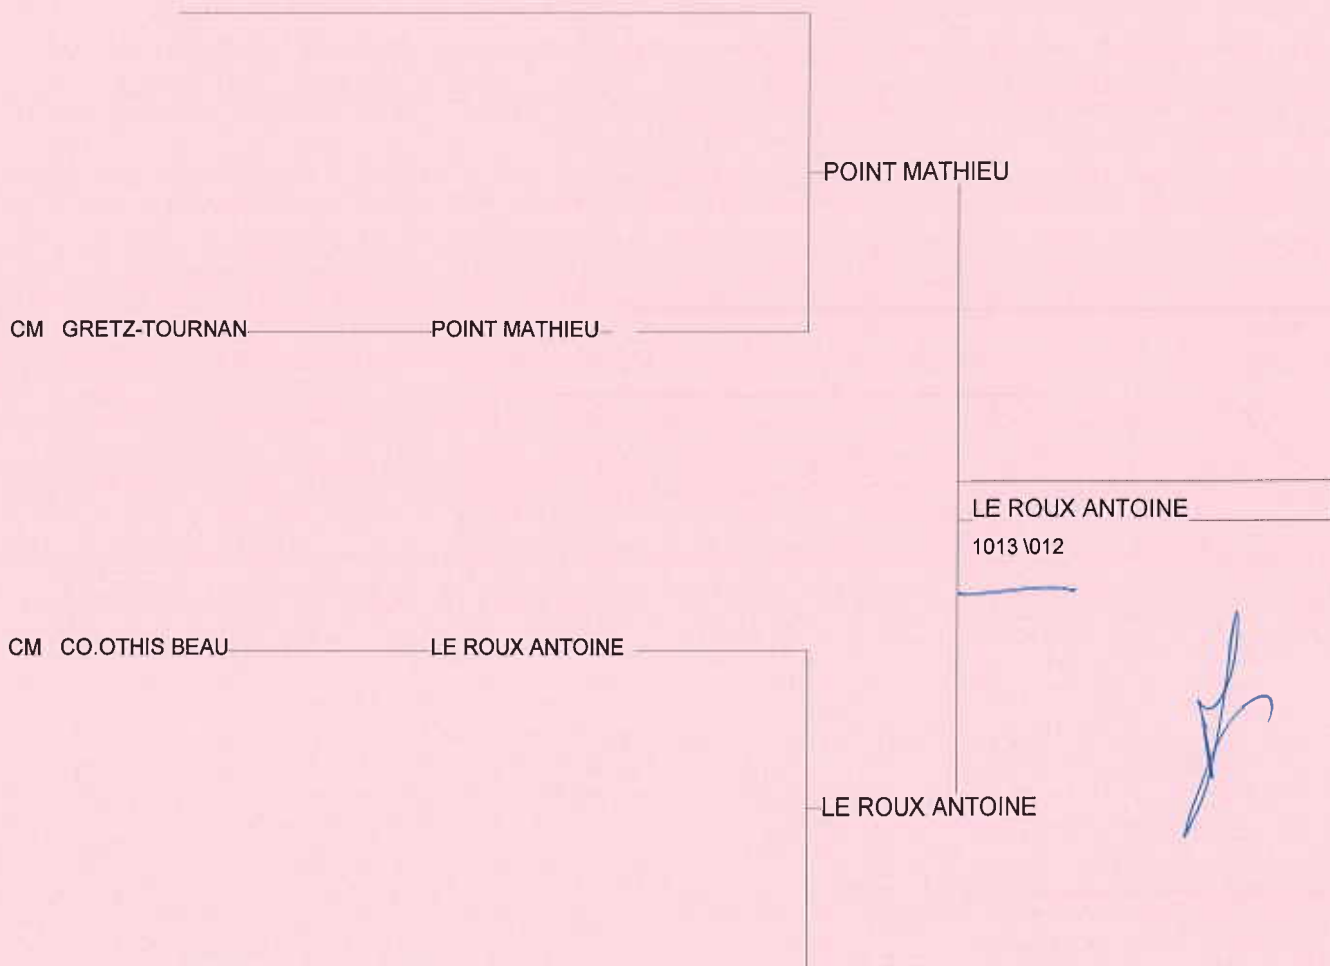 POINT MATHIEU
CM GRETZ-TOURNAN POINT MATHIEU
LE ROUX ANTOINE
1013 \012
CM CO.OTHIS BEAU LE ROUX ANTOINE
LE ROUX ANTOINE